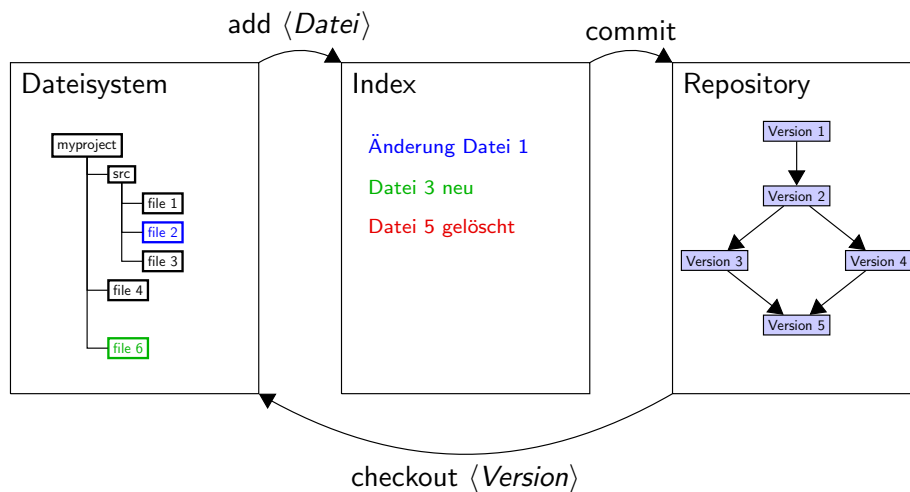 add ⟨Datei⟩
commit
Dateisystem
myproject
src
file 1
file 2
file 3
file 4
file 6
Index
Änderung Datei 1
Datei 3 neu
Datei 5 gelöscht
Repository
Version 1
Version 2
Version 3
Version 4
Version 5
checkout ⟨Version⟩